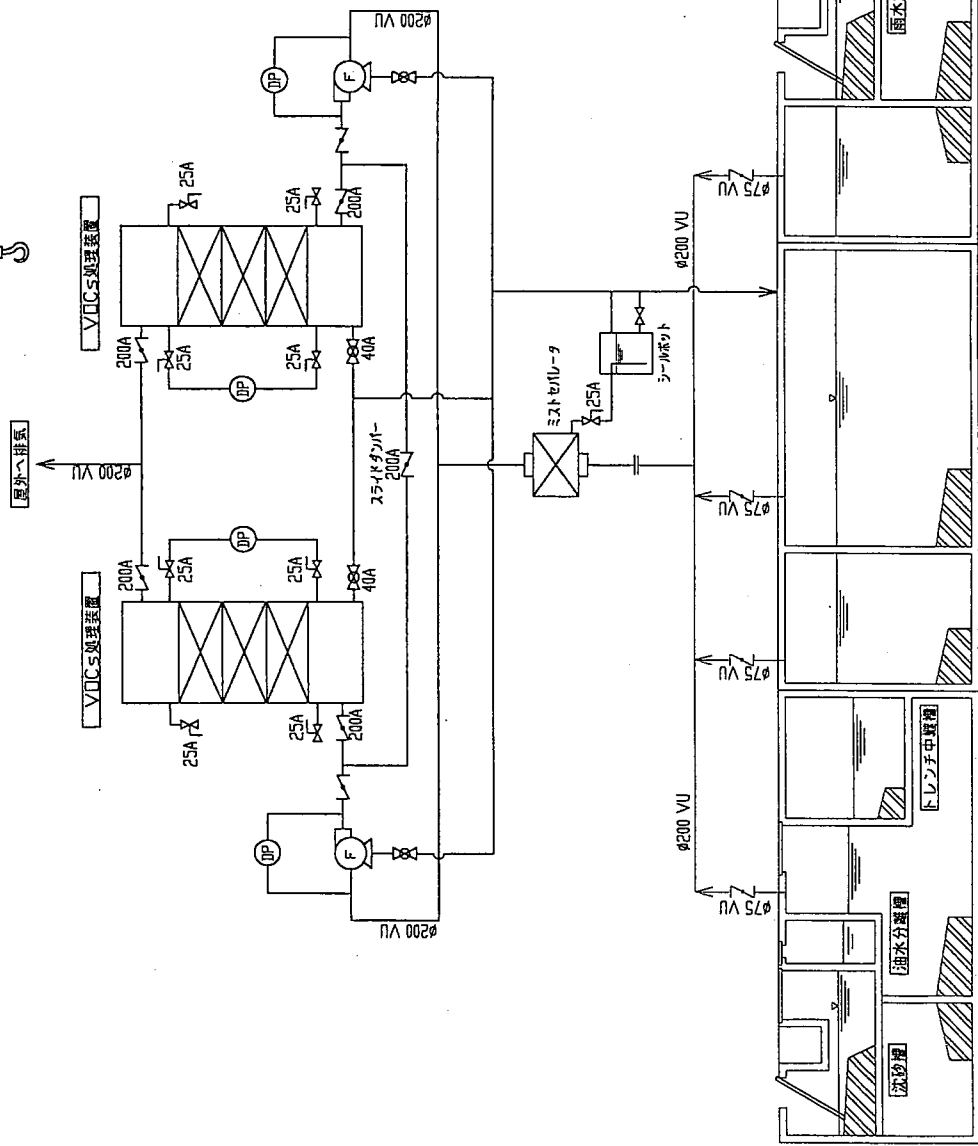 屋外へ排気
φ200 VU
VOCs処理装置
VOCs処理装置
200A
200A
25A
25A
25A
25A
DP
DP
25A
25A
25A
25A
40A
40A
200A
200A
スライドダンパー
200A
DP
DP
F
F
φ200 VU
φ200 VU
ミストセパレータ
25A
シールポット
φ200 VU
φ200 VU
φ75 VU
φ75 VU
φ75 VU
φ75 VU
沈砂槽
油水分離槽
トレンチ中継槽
雨水